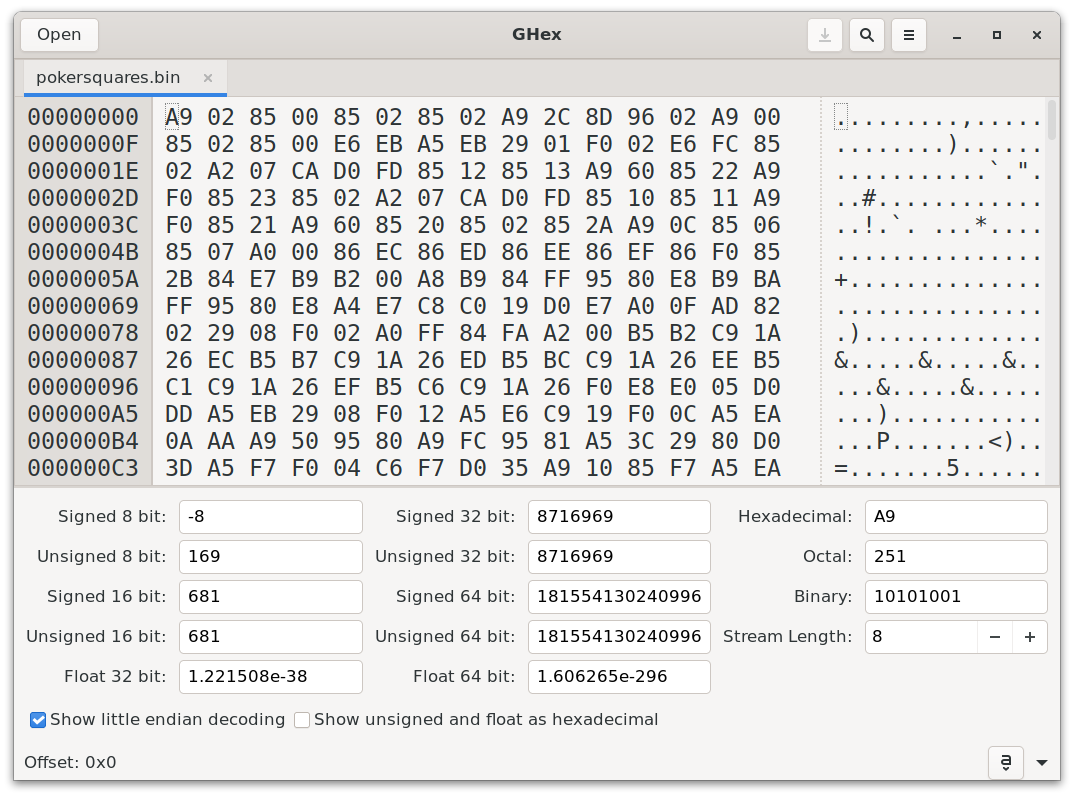 Open
GHex
pokersquares.bin
00000000 A9 02 85 00 85 02 85 02 A9 2C 8D 96 02 A9 00 .........,.....
0000000F 85 02 85 00 E6 EB A5 EB 29 01 F0 02 E6 FC 85 ........)......
0000001E 02 A2 07 CA D0 FD 85 12 85 13 A9 60 85 22 A9 ...........`.".
0000002D F0 85 23 85 02 A2 07 CA D0 FD 85 10 85 11 A9 ..#............
0000003C F0 85 21 A9 60 85 20 85 02 85 2A A9 0C 85 06 ..!.`. ...*....
0000004B 85 07 A0 00 86 EC 86 ED 86 EE 86 EF 86 F0 85 ...............
0000005A 2B 84 E7 B9 B2 00 A8 B9 84 FF 95 80 E8 B9 BA +..............
00000069 FF 95 80 E8 A4 E7 C8 C0 19 D0 E7 A0 0F AD 82 ...............
00000078 02 29 08 F0 02 A0 FF 84 FA A2 00 B5 B2 C9 1A .).............
00000087 26 EC B5 B7 C9 1A 26 ED B5 BC C9 1A 26 EE B5 &.....&.....&..
00000096 C1 C9 1A 26 EF B5 C6 C9 1A 26 F0 E8 E0 05 D0 ...&.....&.....
000000A5 DD A5 EB 29 08 F0 12 A5 E6 C9 19 F0 0C A5 EA ...)...........
000000B4 0A AA A9 50 95 80 A9 FC 95 81 A5 3C 29 80 D0 ...P.......<)..
000000C3 3D A5 F7 F0 04 C6 F7 D0 35 A9 10 85 F7 A5 EA =.......5......
Signed 8 bit: -8 Signed 32 bit: 8716969 Hexadecimal: A9
Unsigned 8 bit: 169 Unsigned 32 bit: 8716969 Octal: 251
Signed 16 bit: 681 Signed 64 bit: 181554130240996 Binary: 10101001
Unsigned 16 bit: 681 Unsigned 64 bit: 181554130240996 Stream Length: 8
Float 32 bit: 1.221508e-38 Float 64 bit: 1.606265e-296
Show little endian decoding Show unsigned and float as hexadecimal
Offset: 0x0 a